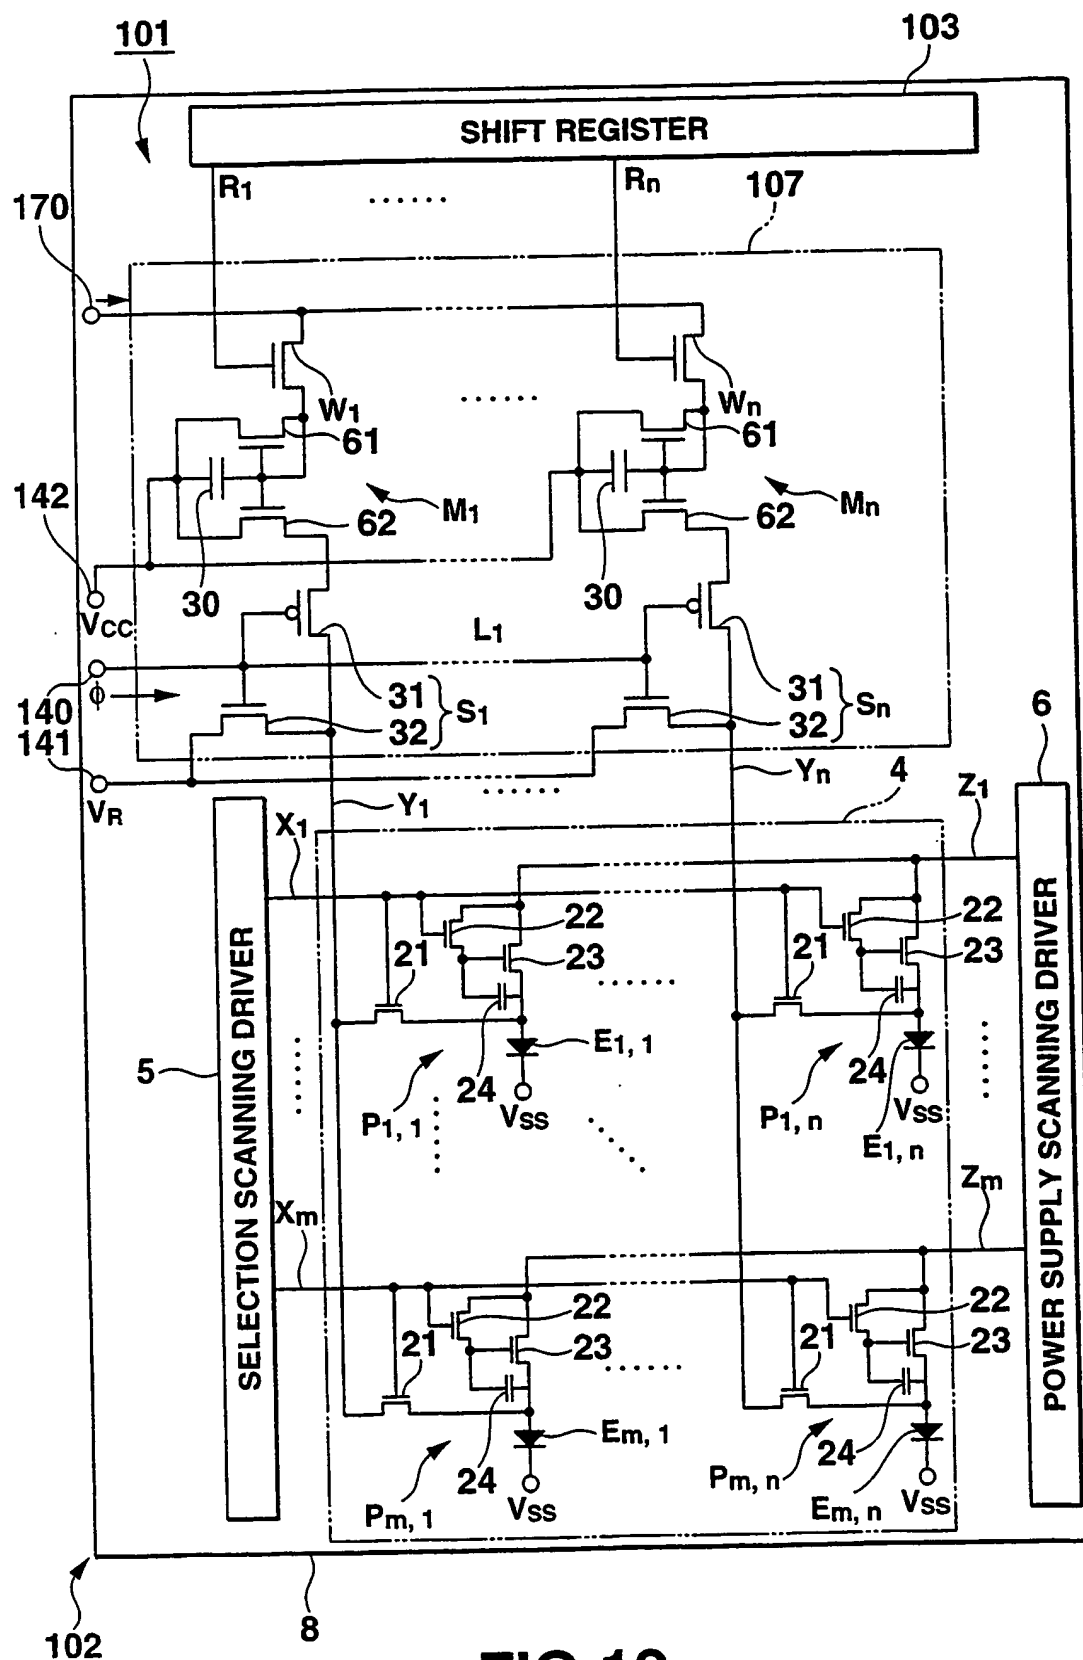 101
103
SHIFT REGISTER
R1
Rn
107
170
W1
Wn
61
61
142
M1
Mn
62
62
30
30
VCC
L1
31
S1
31
Sn
140
ϕ
32
32
141
6
VR
Y1
Yn
4
Z1
X1
22
22
21
23
21
23
5
SELECTION SCANNING DRIVER
POWER SUPPLY SCANNING DRIVER
E1, 1
24
24
P1, 1
VSS
P1, n
VSS
E1, n
Xm
Zm
22
22
21
23
21
23
Em, 1
24
24
Pm, 1
VSS
Pm, n
Em, n
VSS
102
8